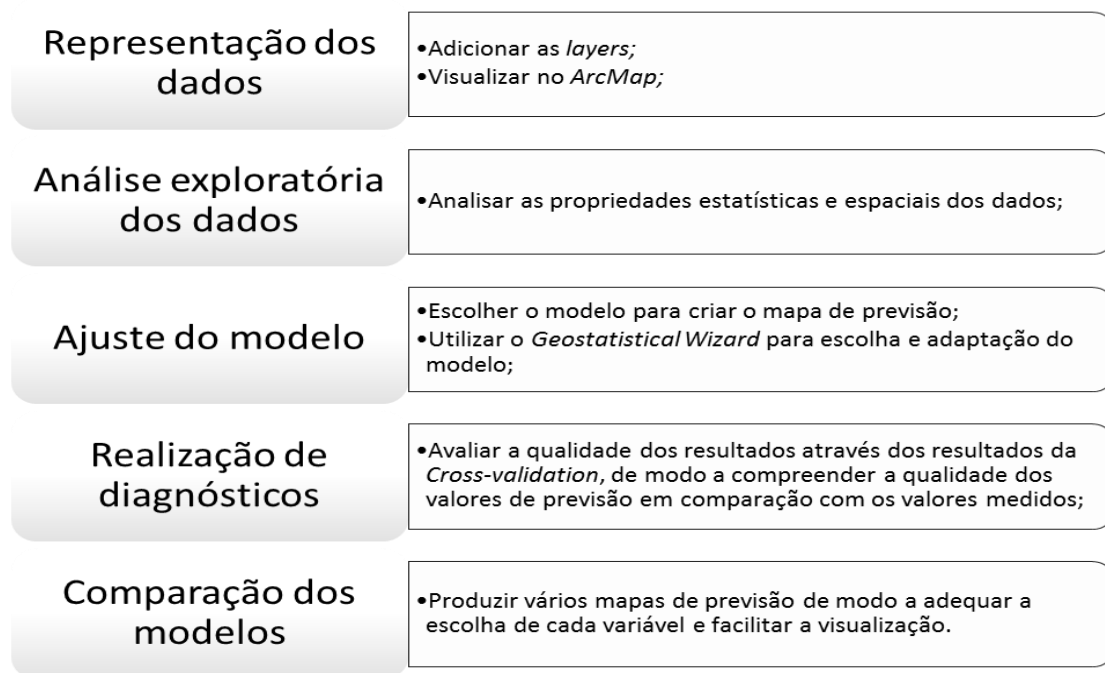 Representação dos
dados
•Adicionar as layers;
•Visualizar no ArcMap;
Análise exploratória
dos dados
•Analisar as propriedades estatísticas e espaciais dos dados;
Ajuste do modelo
•Escolher o modelo para criar o mapa de previsão;
•Utilizar o Geostatistical Wizard para escolha e adaptação do
modelo;
Realização de
diagnósticos
•Avaliar a qualidade dos resultados através dos resultados da
Cross-validation, de modo a compreender a qualidade dos
valores de previsão em comparação com os valores medidos;
Comparação dos
modelos
•Produzir vários mapas de previsão de modo a adequar a
escolha de cada variável e facilitar a visualização.